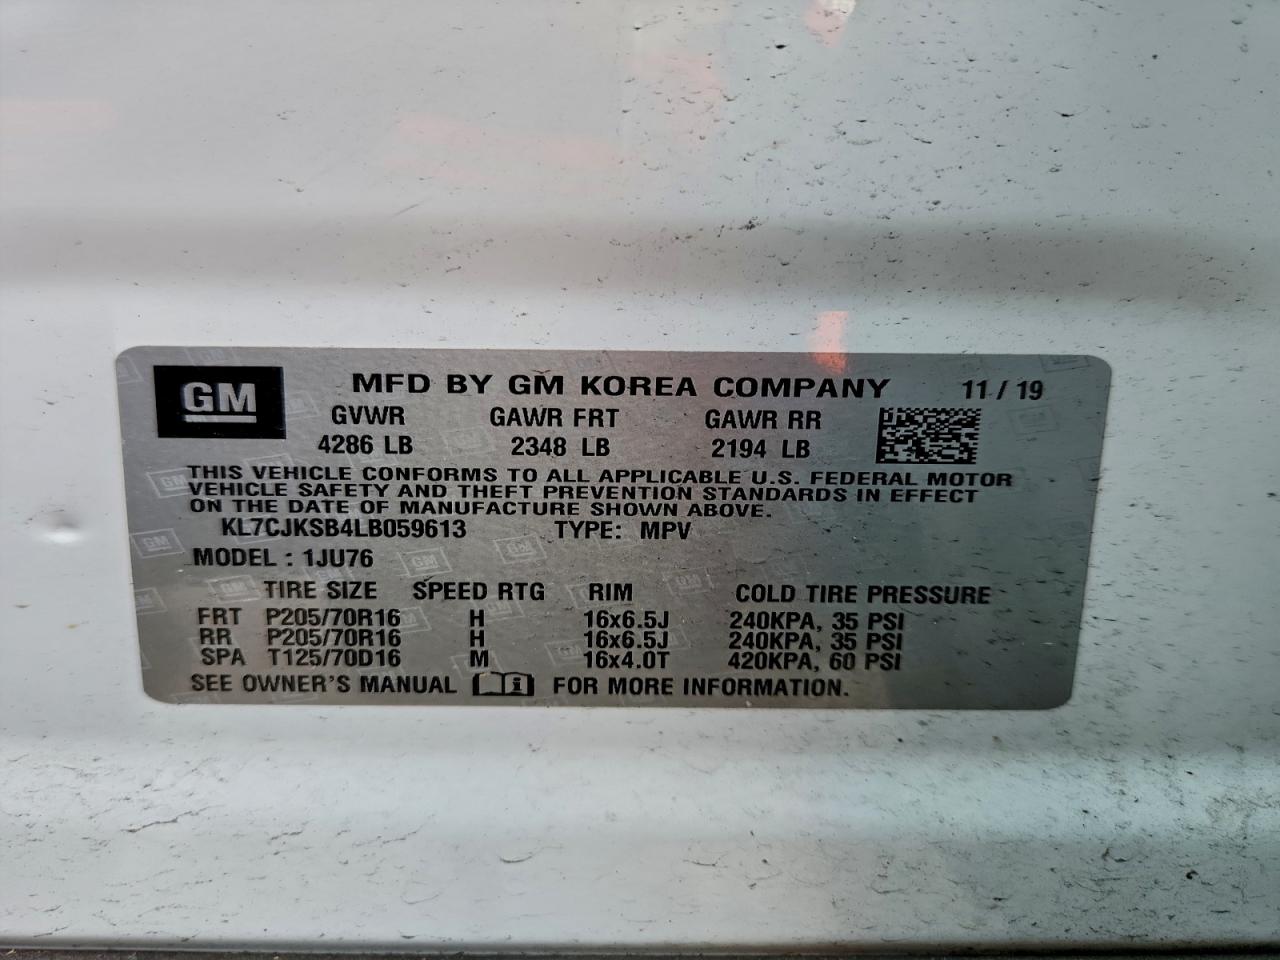 GM
MFD BY GM KOREA COMPANY 11 / 19
GVWR GAWR FRT GAWR RR
4286 LB 2348 LB 2194 LB
THIS VEHICLE CONFORMS TO ALL APPLICABLE U.S. FEDERAL MOTOR
VEHICLE SAFETY AND THEFT PREVENTION STANDARDS IN EFFECT
ON THE DATE OF MANUFACTURE SHOWN ABOVE.
KL7CJKSB4LB059613 TYPE: MPV
MODEL : 1JU76
TIRE SIZE SPEED RTG RIM COLD TIRE PRESSURE
FRT P205/70R16 H 16x6.5J 240KPA, 35 PSI
RR P205/70R16 H 16x6.5J 240KPA, 35 PSI
SPA T125/70D16 M 16x4.0T 420KPA, 60 PSI
SEE OWNER'S MANUAL i FOR MORE INFORMATION.